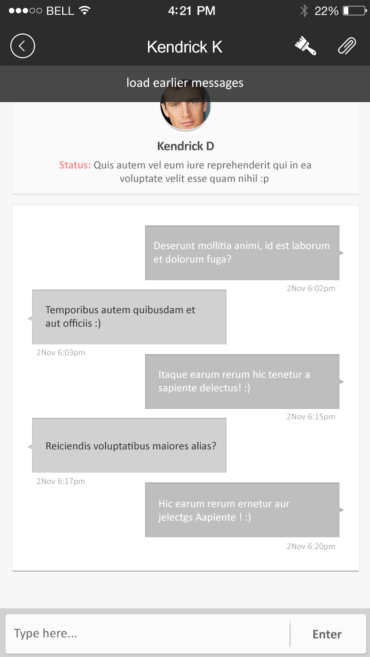 BELL 4:21 PM 22%
Kendrick K
load earlier messages
Kendrick D
Status: Quis autem vel eum iure reprehenderit qui in ea
voluptate velit esse quam nihil :p
Deserunt mollitia animi, id est laborum
et dolorum fuga?
2Nov 6:02pm
Temporibus autem quibusdam et
aut officiis :)
2Nov 6:03pm
Itaque earum rerum hic tenetur a
sapiente delectus! :)
2Nov 6:15pm
Reiciendis voluptatibus maiores alias?
2Nov 6:17pm
Hic earum rerum ernetur aur
jelectgs Aapiente ! :)
2Nov 6:20pm
Type here... Enter